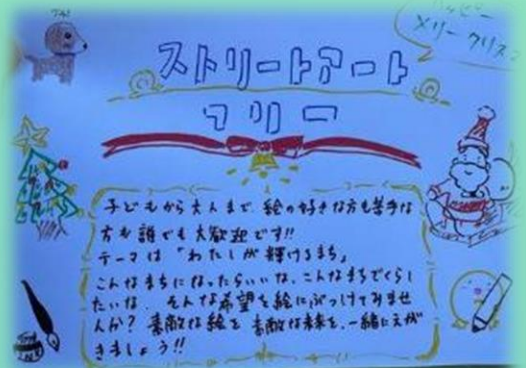 ワン!
ッピー
メリークリスマ
ストリートアート
フリー
子どもから大人まで、絵の好きな方も苦手な
方も誰でも大歓迎です!!
テーマは「わたしが輝けるまち」
こんなまちになったらいいな、こんなまちでくらし
たいな、そんな希望を絵にぶつけてみませ
んか? 素敵な絵と素敵な未来を、一緒にえが
きましょう!!
INK